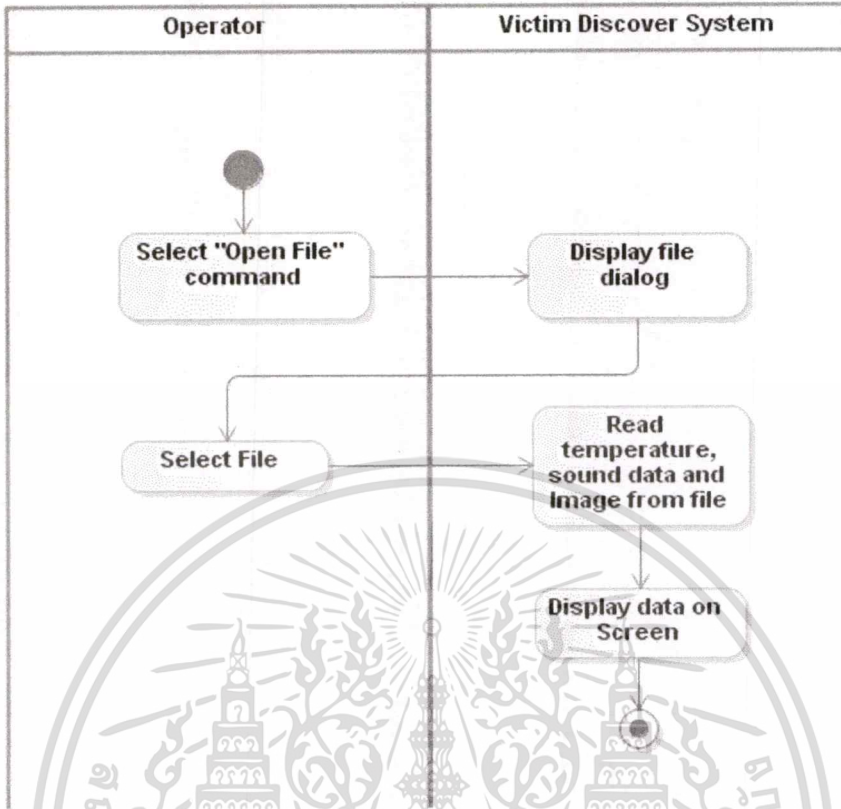 Operator
Victim Discover System
Select "Open File"
command
Display file
dialog
Select File
Read
temperature,
sound data and
Image from file
Display data on
Screen